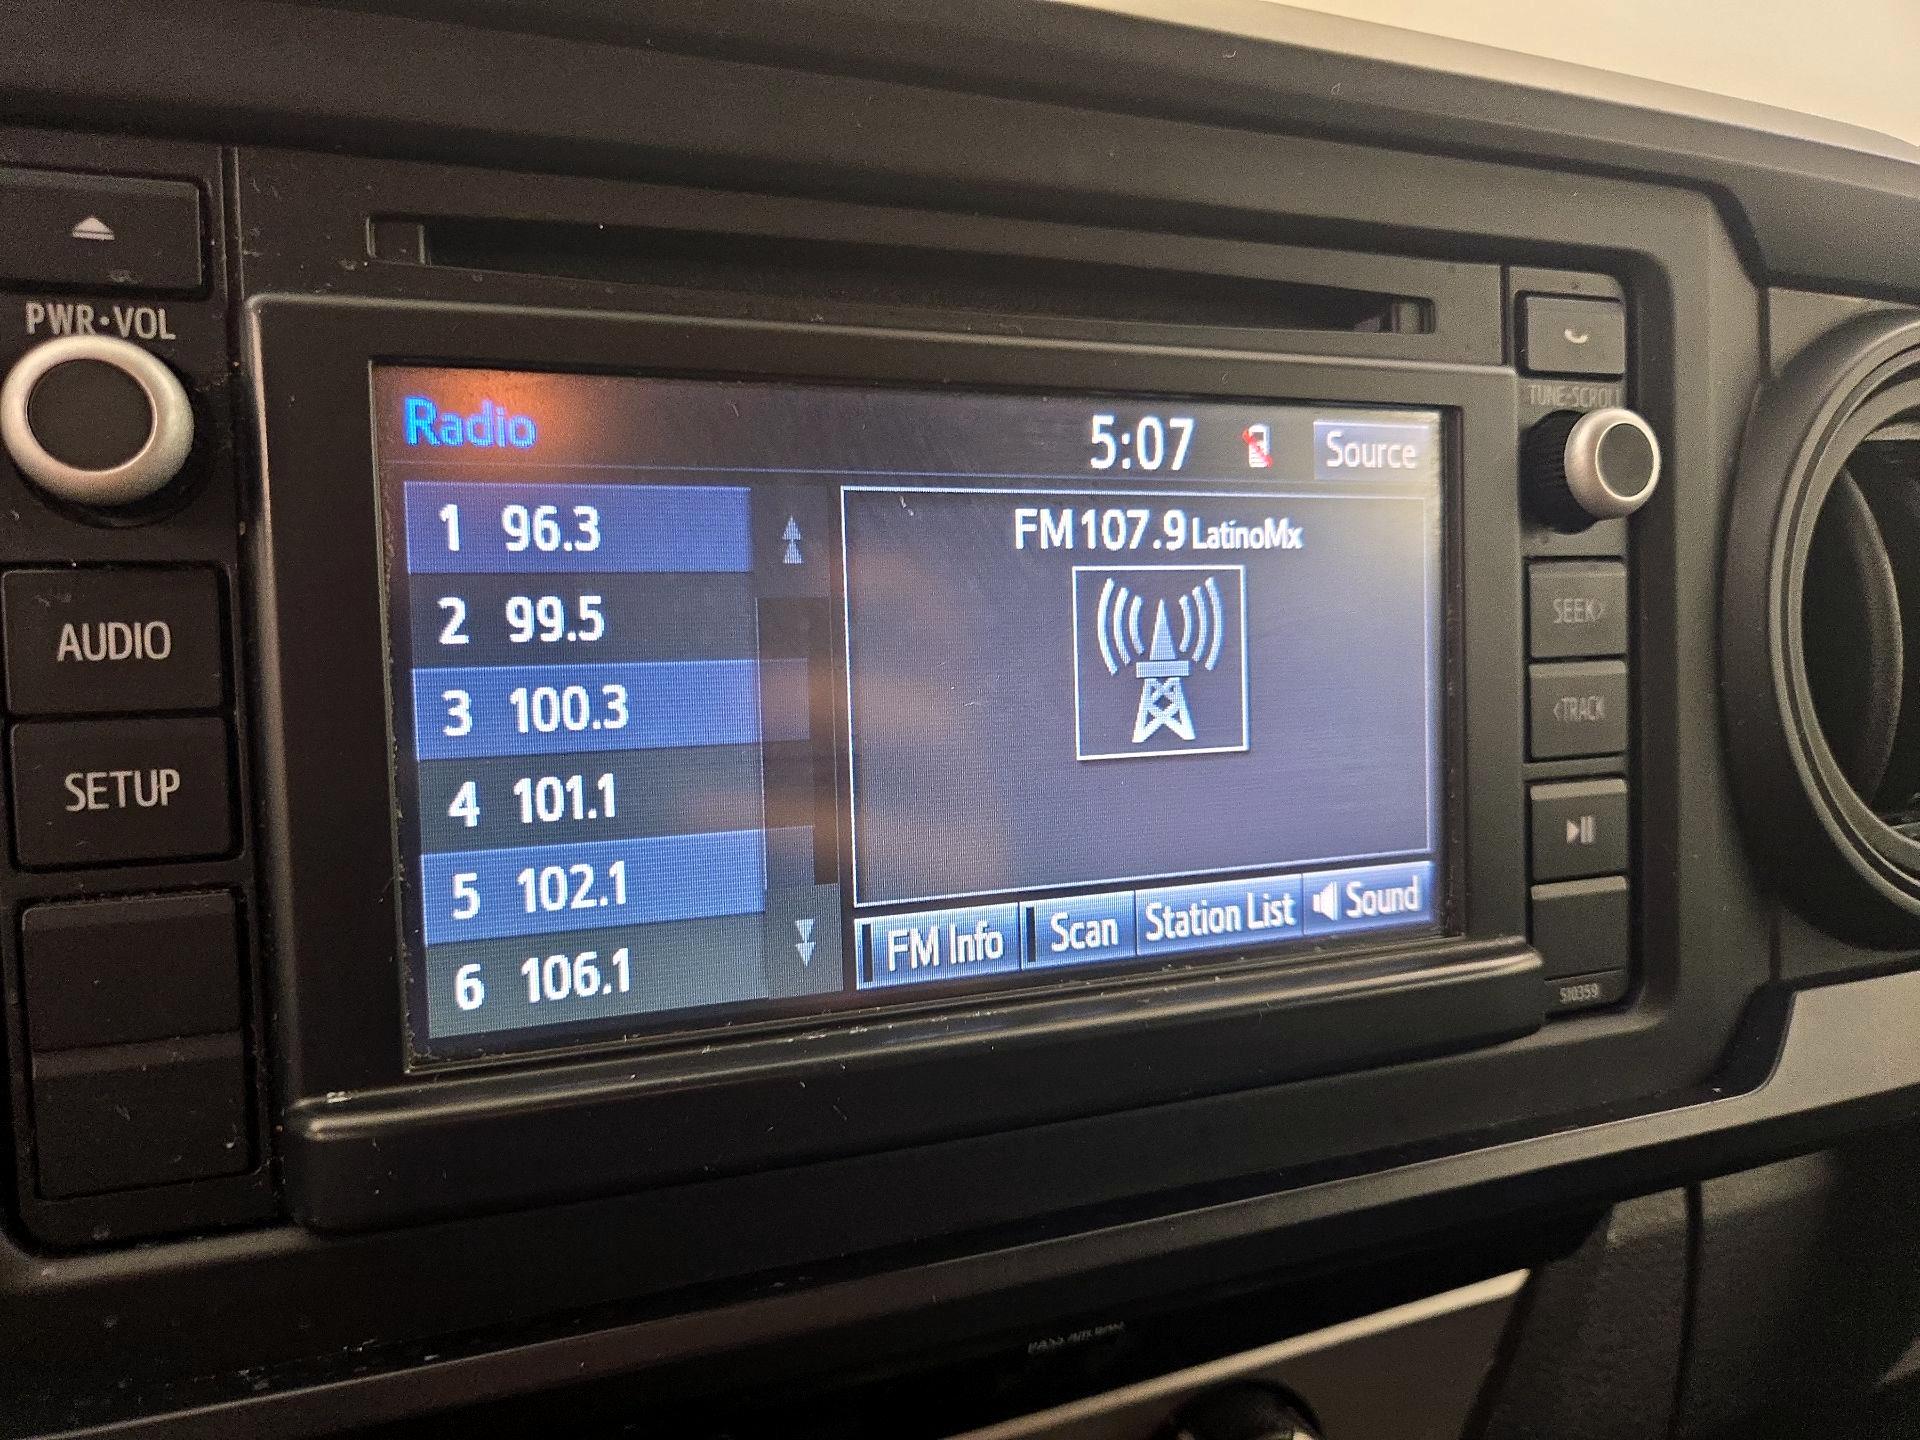 PWR•VOL
AUDIO
SETUP
Radio
5:07
Source
1 96.3
2 99.5
3 100.3
4 101.1
5 102.1
6 106.1
FM 107.9 LatinoMx
FM Info
Scan
Station List
Sound
TUNE•SCROLL
SEEK>
<TRACK
510359